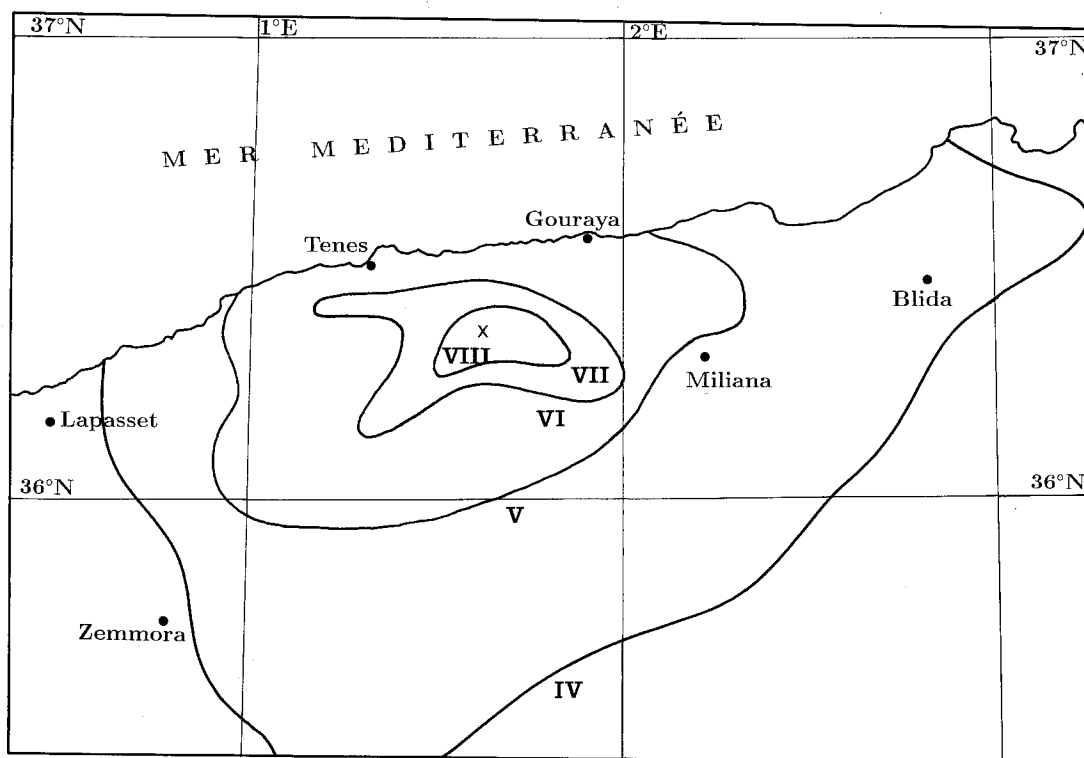 37°N
1°E
2°E
37°N
MER MEDITERRANÉE
Gouraya
Tenes
Blida
x
VIII
VII
Miliana
VI
Lapasset
36°N
36°N
V
Zemmora
IV